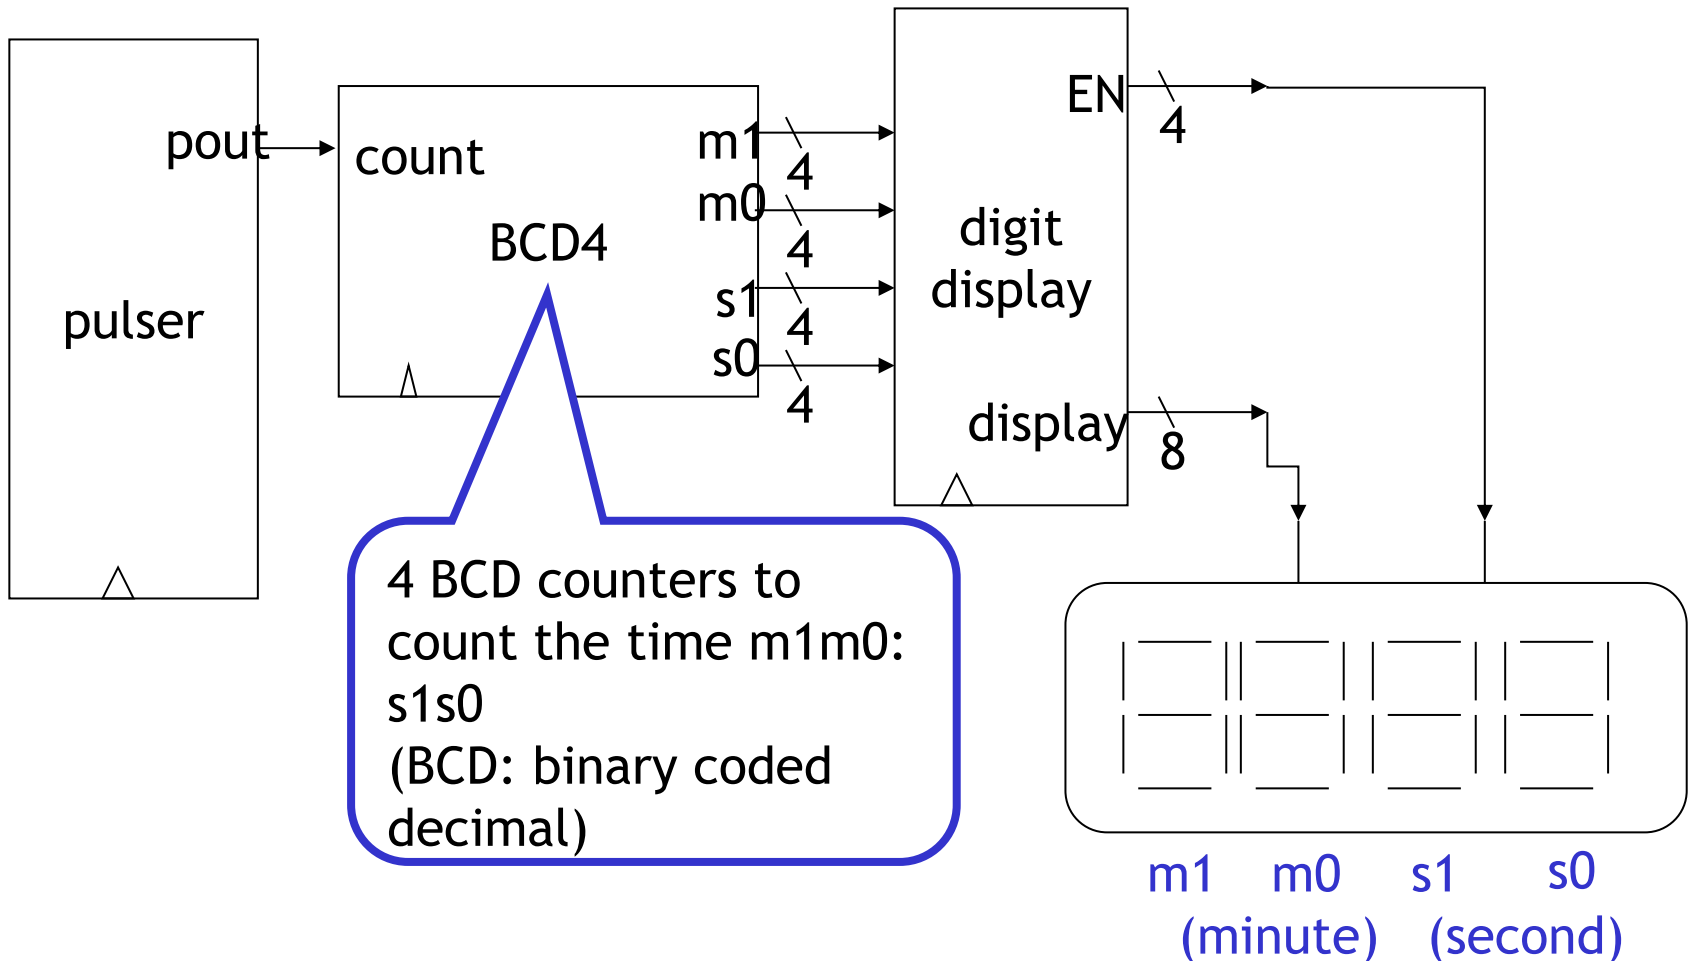 pulser
pout
count
BCD4
m1
4
m0
4
s1
4
s0
4
digit
display
EN
4
display
8
4 BCD counters to
count the time m1m0:
s1s0
(BCD: binary coded
decimal)
m1 m0 s1 s0
(minute) (second)